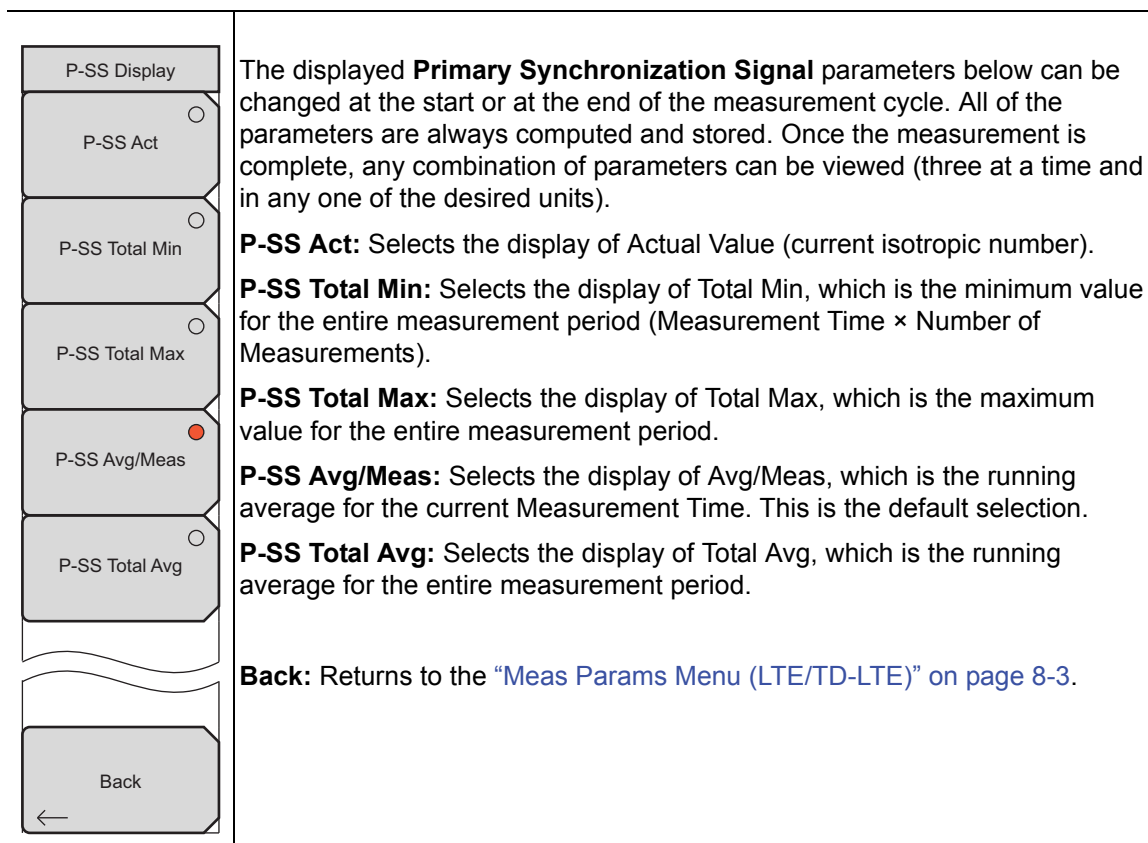 P-SS Display
P-SS Act
P-SS Total Min
P-SS Total Max
P-SS Avg/Meas
P-SS Total Avg
Back
The displayed Primary Synchronization Signal parameters below can be
changed at the start or at the end of the measurement cycle. All of the
parameters are always computed and stored. Once the measurement is
complete, any combination of parameters can be viewed (three at a time and
in any one of the desired units).
P-SS Act: Selects the display of Actual Value (current isotropic number).
P-SS Total Min: Selects the display of Total Min, which is the minimum value
for the entire measurement period (Measurement Time × Number of
Measurements).
P-SS Total Max: Selects the display of Total Max, which is the maximum
value for the entire measurement period.
P-SS Avg/Meas: Selects the display of Avg/Meas, which is the running
average for the current Measurement Time. This is the default selection.
P-SS Total Avg: Selects the display of Total Avg, which is the running
average for the entire measurement period.
Back: Returns to the “Meas Params Menu (LTE/TD-LTE)” on page 8-3.